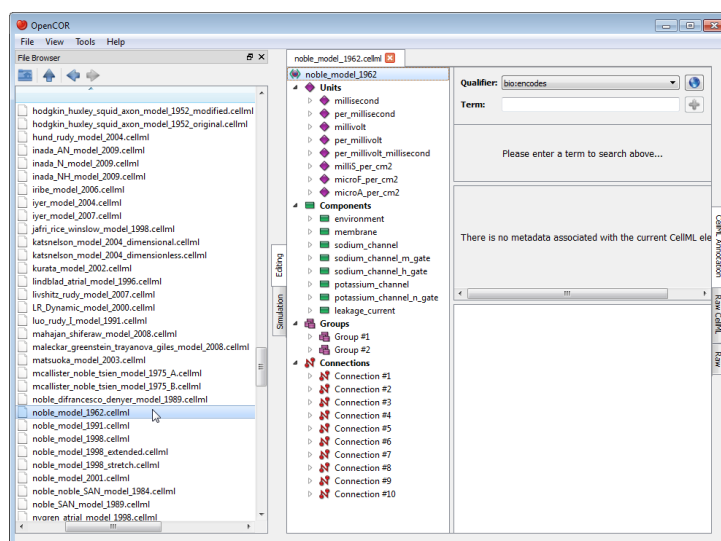 OpenCOR
File View Tools Help
File Browser
hodgkin_huxley_squid_axon_model_1952_modified.cellml
hodgkin_huxley_squid_axon_model_1952_original.cellml
hund_rudy_model_2004.cellml
inada_AN_model_2009.cellml
inada_N_model_2009.cellml
inada_NH_model_2009.cellml
iribe_model_2006.cellml
iyer_model_2004.cellml
iyer_model_2007.cellml
jafri_rice_winslow_model_1998.cellml
katsnelson_model_2004_dimensional.cellml
katsnelson_model_2004_dimensionless.cellml
kurata_model_2002.cellml
lindblad_atrial_model_1996.cellml
livshitz_rudy_model_2007.cellml
LR_Dynamic_model_2000.cellml
luo_rudy_I_model_1991.cellml
mahajan_shiferaw_model_2008.cellml
maleckar_greenstein_trayanova_giles_model_2008.cellml
matsuoka_model_2003.cellml
mcallister_noble_tsien_model_1975_A.cellml
mcallister_noble_tsien_model_1975_B.cellml
noble_difrancesco_denyer_model_1989.cellml
noble_model_1962.cellml
noble_model_1991.cellml
noble_model_1998.cellml
noble_model_1998_extended.cellml
noble_model_1998_stretch.cellml
noble_model_2001.cellml
noble_noble_SAN_model_1984.cellml
noble_SAN_model_1989.cellml
nygren_atrial_model_1998.cellml
Editing
Simulation
noble_model_1962.cellml
noble_model_1962
Units
millisecond
per_millisecond
millivolt
per_millivolt
per_millivolt_millisecond
milliS_per_cm2
microF_per_cm2
microA_per_cm2
Components
environment
membrane
sodium_channel
sodium_channel_m_gate
sodium_channel_h_gate
potassium_channel
potassium_channel_n_gate
leakage_current
Groups
Group #1
Group #2
Connections
Connection #1
Connection #2
Connection #3
Connection #4
Connection #5
Connection #6
Connection #7
Connection #8
Connection #9
Connection #10
Qualifier: bio:encodes
Term:
Please enter a term to search above...
There is no metadata associated with the current CellML ele
CellML Annotation
Raw CellML
Raw